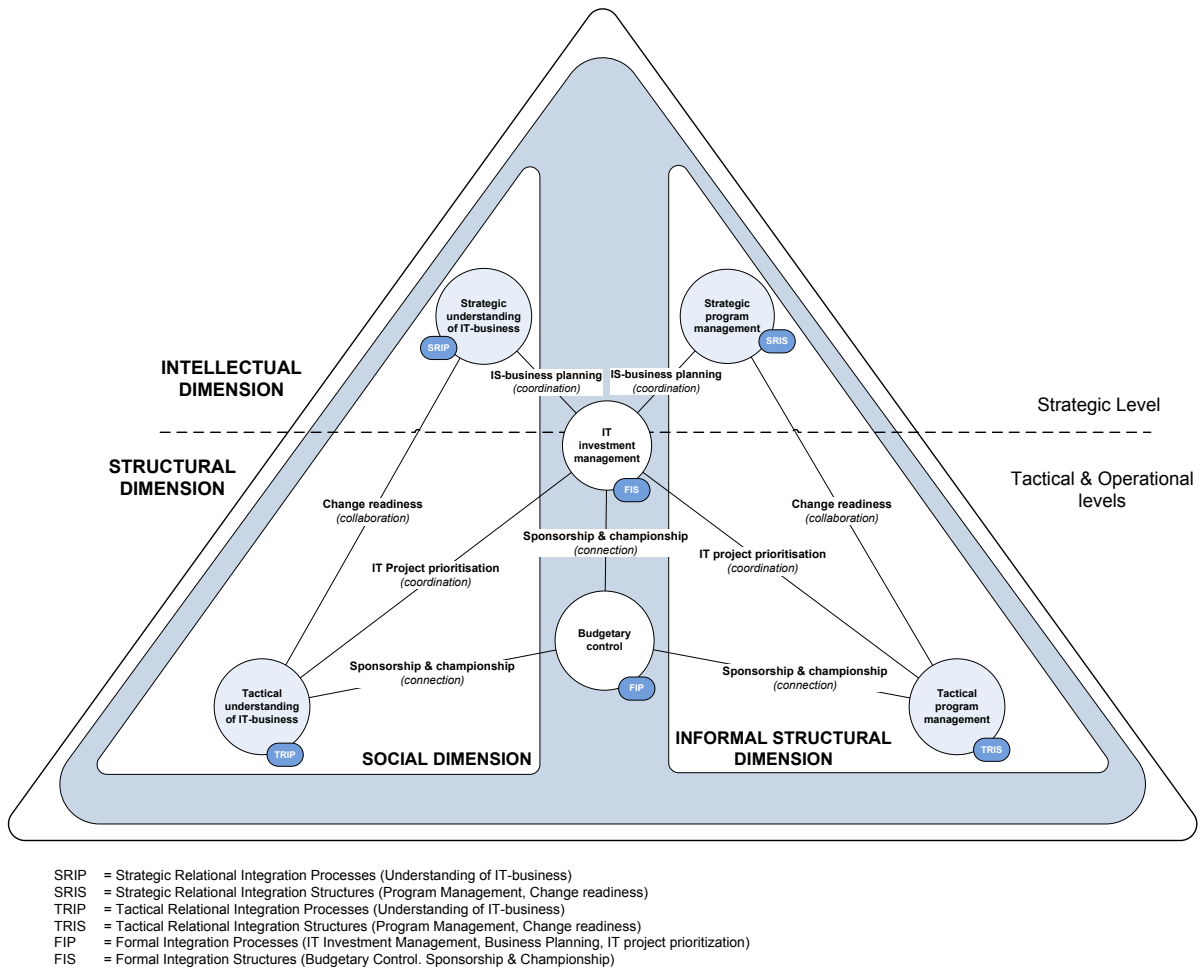 Strategic
understanding
of IT-business
SRIP
Strategic
program
management
SRIS
INTELLECTUAL
DIMENSION
IS-business planning
(coordination)
IS-business planning
(coordination)
Strategic Level
IT
investment
management
FIS
STRUCTURAL
DIMENSION
Tactical & Operational
levels
Change readiness
(collaboration)
Change readiness
(collaboration)
Sponsorship & championship
(connection)
IT Project prioritisation
(coordination)
IT project prioritisation
(coordination)
Budgetary
control
FIP
Sponsorship & championship
(connection)
Sponsorship & championship
(connection)
Tactical
understanding
of IT-business
TRIP
Tactical
program
management
TRIS
SOCIAL DIMENSION
INFORMAL STRUCTURAL
DIMENSION
SRIP = Strategic Relational Integration Processes (Understanding of IT-business)
SRIS = Strategic Relational Integration Structures (Program Management, Change readiness)
TRIP = Tactical Relational Integration Processes (Understanding of IT-business)
TRIS = Tactical Relational Integration Structures (Program Management, Change readiness)
FIP = Formal Integration Processes (IT Investment Management, Business Planning, IT project prioritization)
FIS = Formal Integration Structures (Budgetary Control. Sponsorship & Championship)